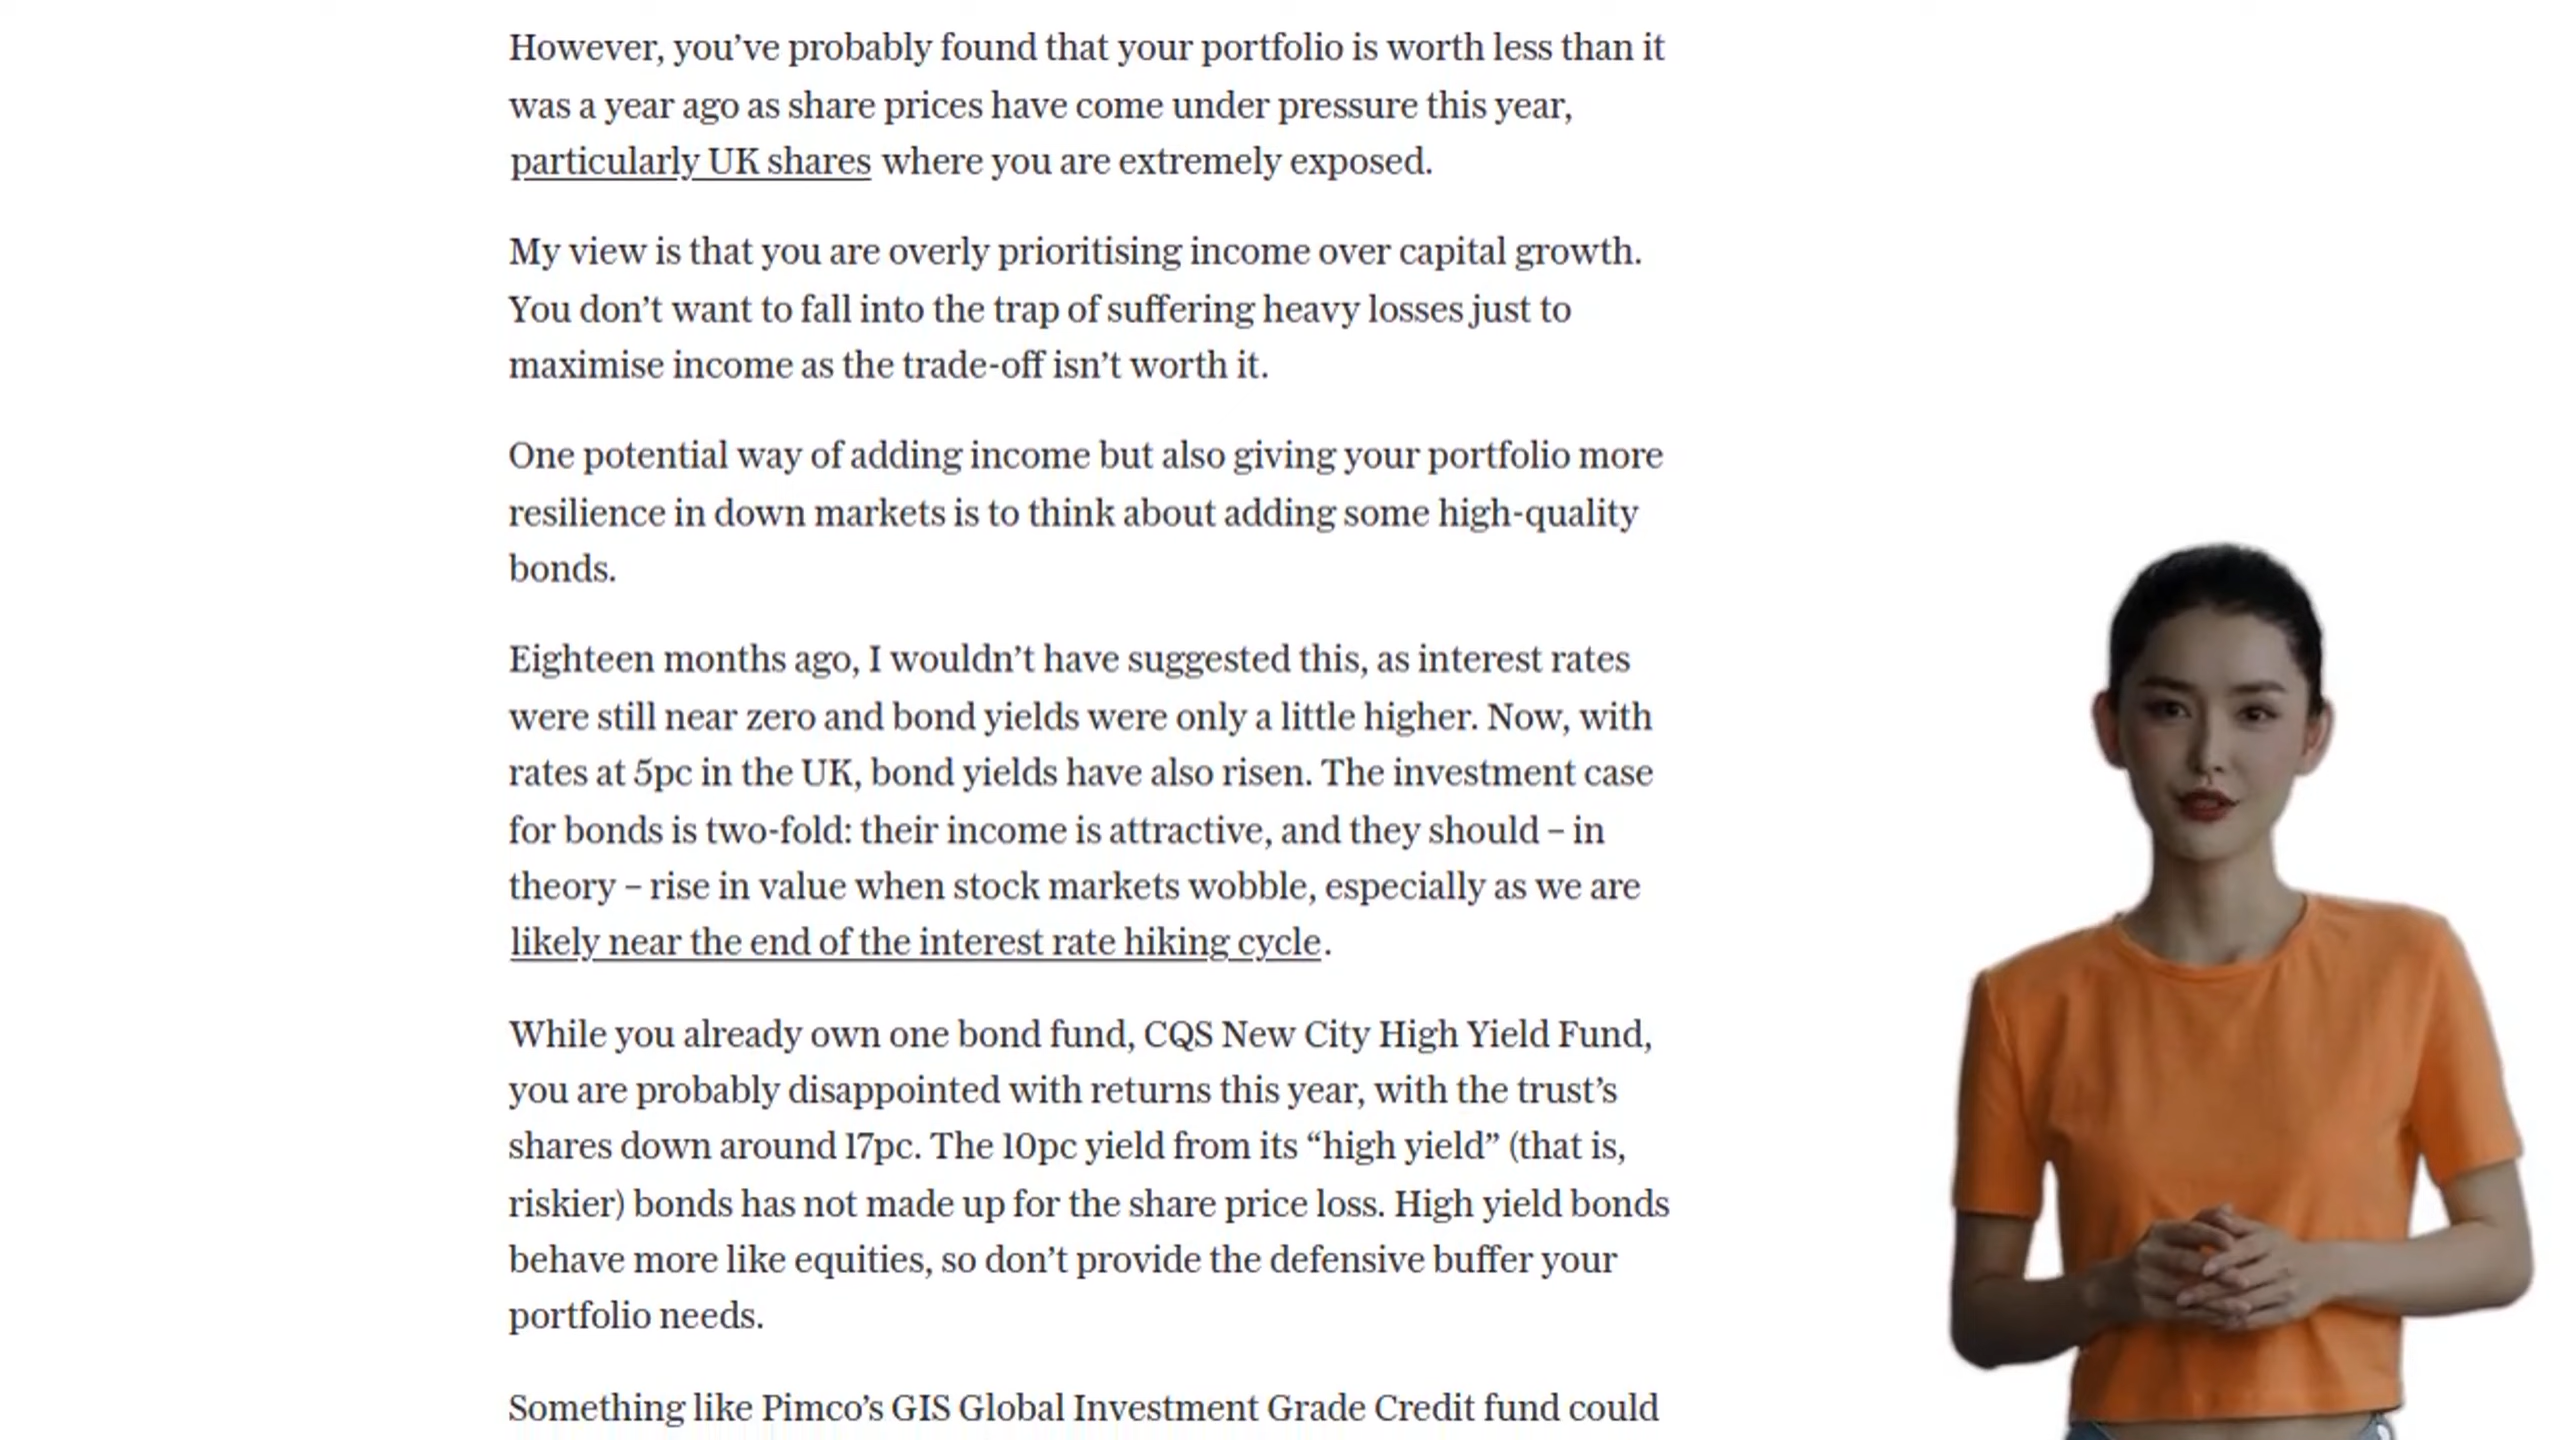 However, you’ve probably found that your portfolio is worth less than it
was a year ago as share prices have come under pressure this year,
particularly UK shares where you are extremely exposed.
My view is that you are overly prioritising income over capital growth.
You don’t want to fall into the trap of suffering heavy losses just to
maximise income as the trade-off isn’t worth it.
One potential way of adding income but also giving your portfolio more
resilience in down markets is to think about adding some high-quality
bonds.
Eighteen months ago, I wouldn’t have suggested this, as interest rates
were still near zero and bond yields were only a little higher. Now, with
rates at 5pc in the UK, bond yields have also risen. The investment case
for bonds is two-fold: their income is attractive, and they should – in
theory – rise in value when stock markets wobble, especially as we are
likely near the end of the interest rate hiking cycle.
While you already own one bond fund, CQS New City High Yield Fund,
you are probably disappointed with returns this year, with the trust’s
shares down around 17pc. The 10pc yield from its “high yield” (that is,
riskier) bonds has not made up for the share price loss. High yield bonds
behave more like equities, so don’t provide the defensive buffer your
portfolio needs.
Something like Pimco’s GIS Global Investment Grade Credit fund could